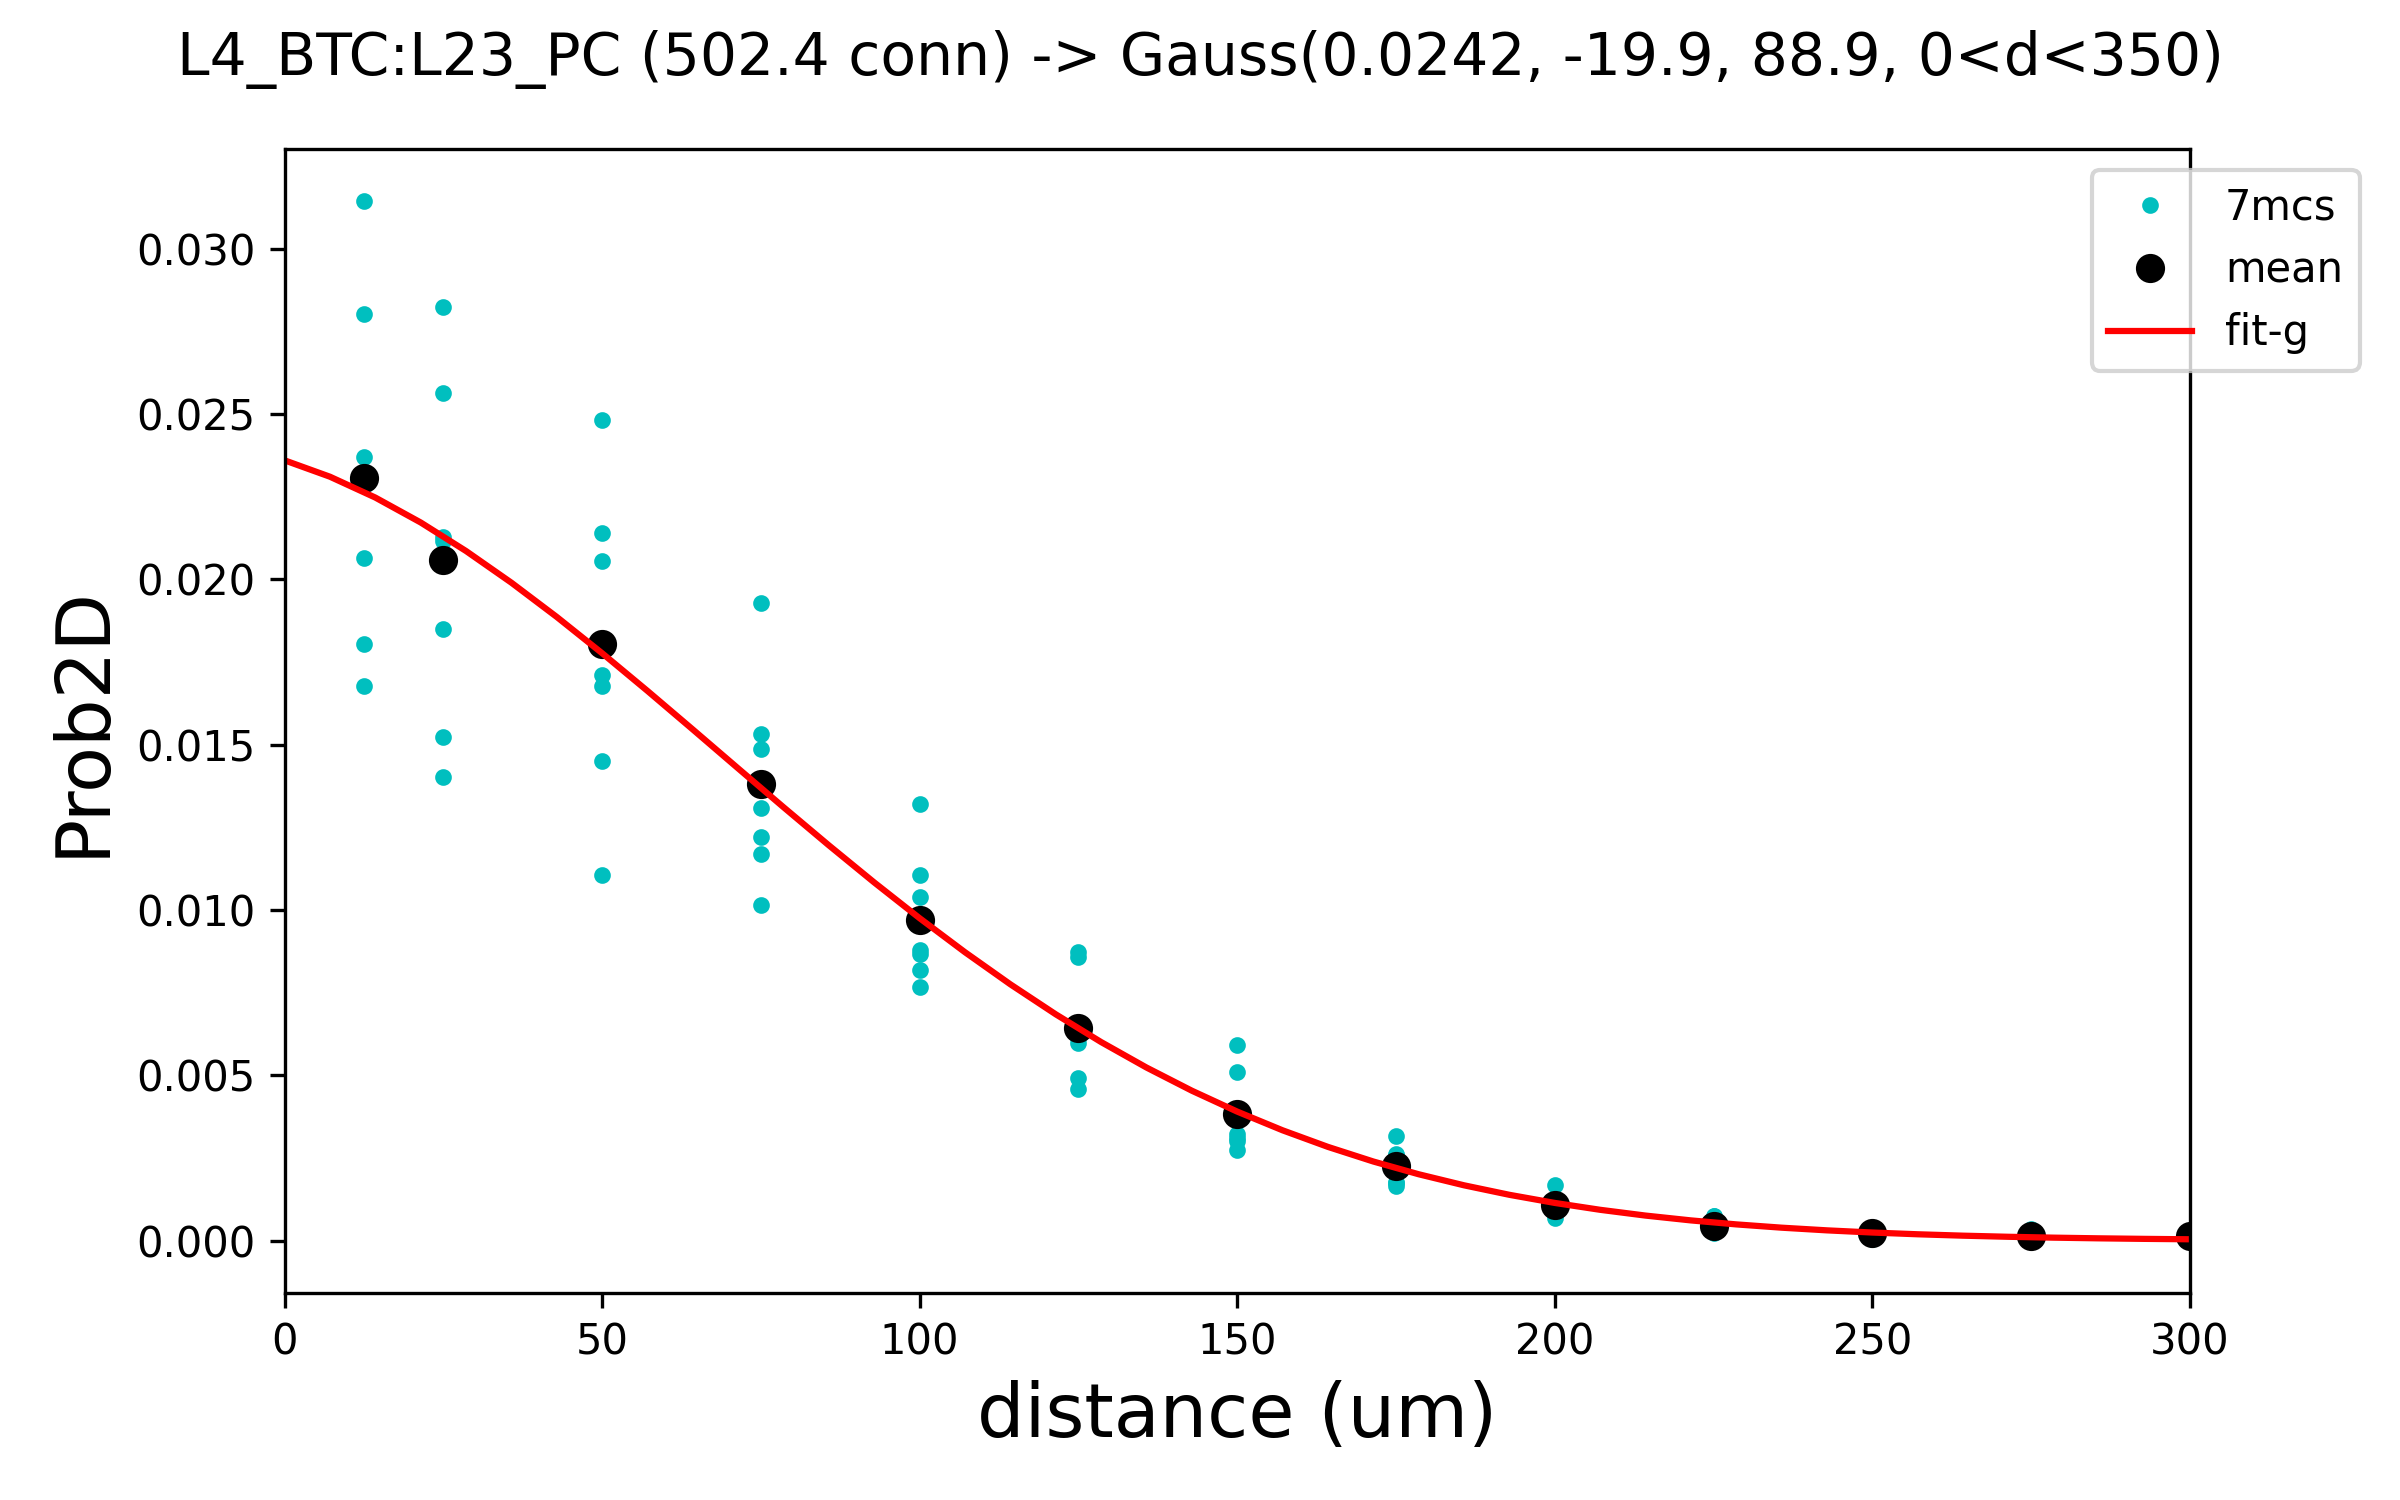 L4_BTC:L23_PC (502.4 conn) -> Gauss(0.0242, -19.9, 88.9, 0<d<350)
7mcs
mean
fit-g
0.030
0.025
0.020
0.015
0.010
0.005
0.000
Prob2D
0 50 100 150 200 250 300
distance (um)